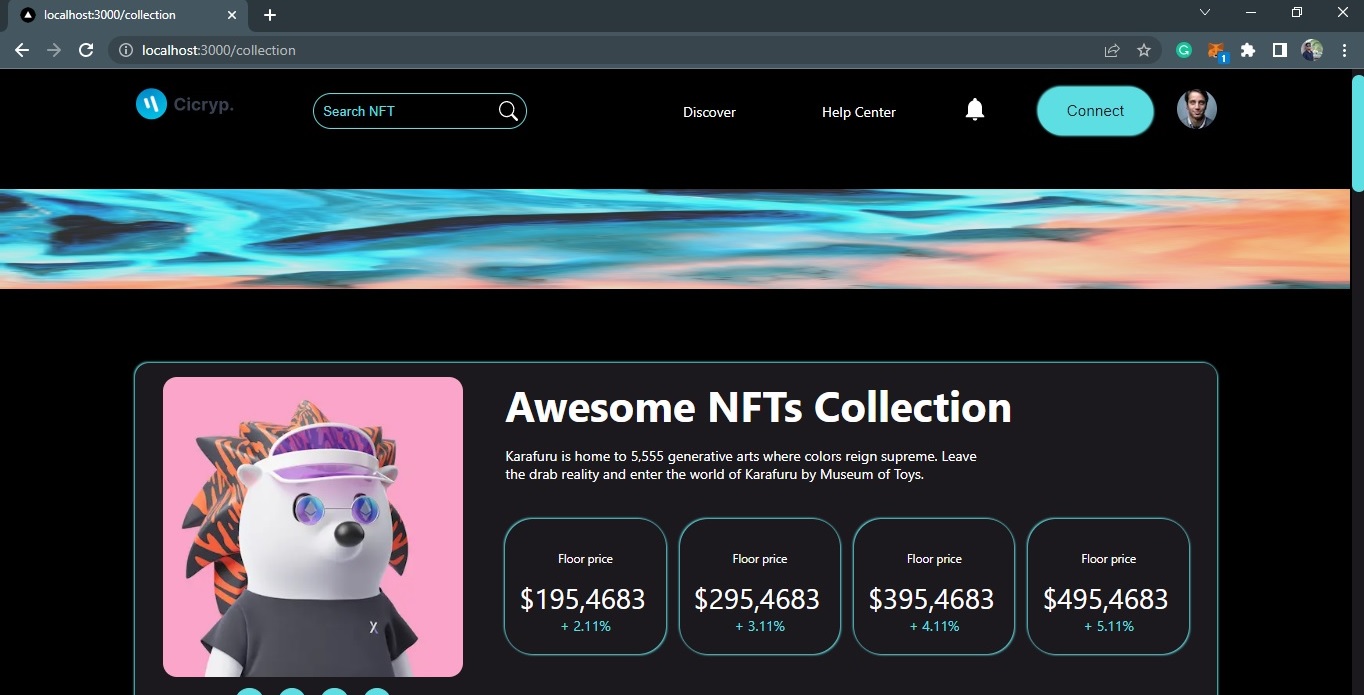 localhost:3000/collection
localhost:3000/collection
1
Cicryp.
Search NFT
Discover
Help Center
Connect
Awesome NFTs Collection
Karafuru is home to 5,555 generative arts where colors reign supreme. Leave
the drab reality and enter the world of Karafuru by Museum of Toys.
Floor price
$195,4683
+ 2.11%
Floor price
$295,4683
+ 3.11%
Floor price
$395,4683
+ 4.11%
Floor price
$495,4683
+ 5.11%
X